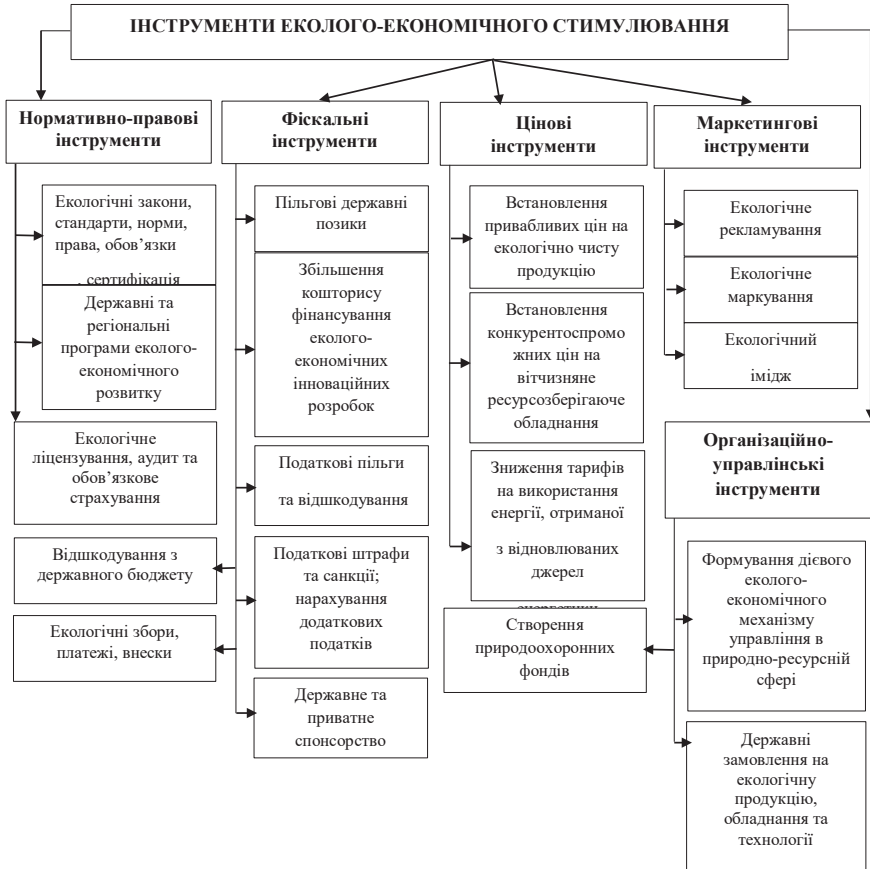 ІНСТРУМЕНТИ ЕКОЛОГО-ЕКОНОМІЧНОГО СТИМУЛЮВАННЯ
Нормативно-правові
інструменти
Екологічні закони,
стандарти, норми,
права, обов’язки
, сертифікація
Державні та
регіональні
програми еколого-
економічного
розвитку
Екологічне
ліцензування, аудит та
обов’язкове
страхування
Фіскальні
інструменти
Пільгові державні
позики
Збільшення
кошторису
фінансування
еколого-
економічних
інноваційних
розробок
Податкові пільги
та відшкодування
Відшкодування з
державного бюджету
Податкові штрафи
та санкції;
нарахування
додаткових
податків
Екологічні збори,
платежі, внески
Державне та
приватне
спонсорство
Цінові
інструменти
Встановлення
привабливих цін на
екологічно чисту
продукцію
Встановлення
конкурентоспромо
жних цін на
вітчизняне
ресурсозберігаюче
обладнання
Зниження тарифів
на використання
енергії, отриманої
з відновлюваних
джерел
енергетики
Маркетингові
інструменти
Екологічне
рекламування
Екологічне
маркування
Екологічний
імідж
Організаційно-
управлінські
інструменти
Створення
природоохоронних
фондів
Формування дієвого
еколого-
економічного
механізму
управління в
природно-ресурсній
сфері
Державні
замовлення на
екологічну
продукцію,
обладнання та
технології